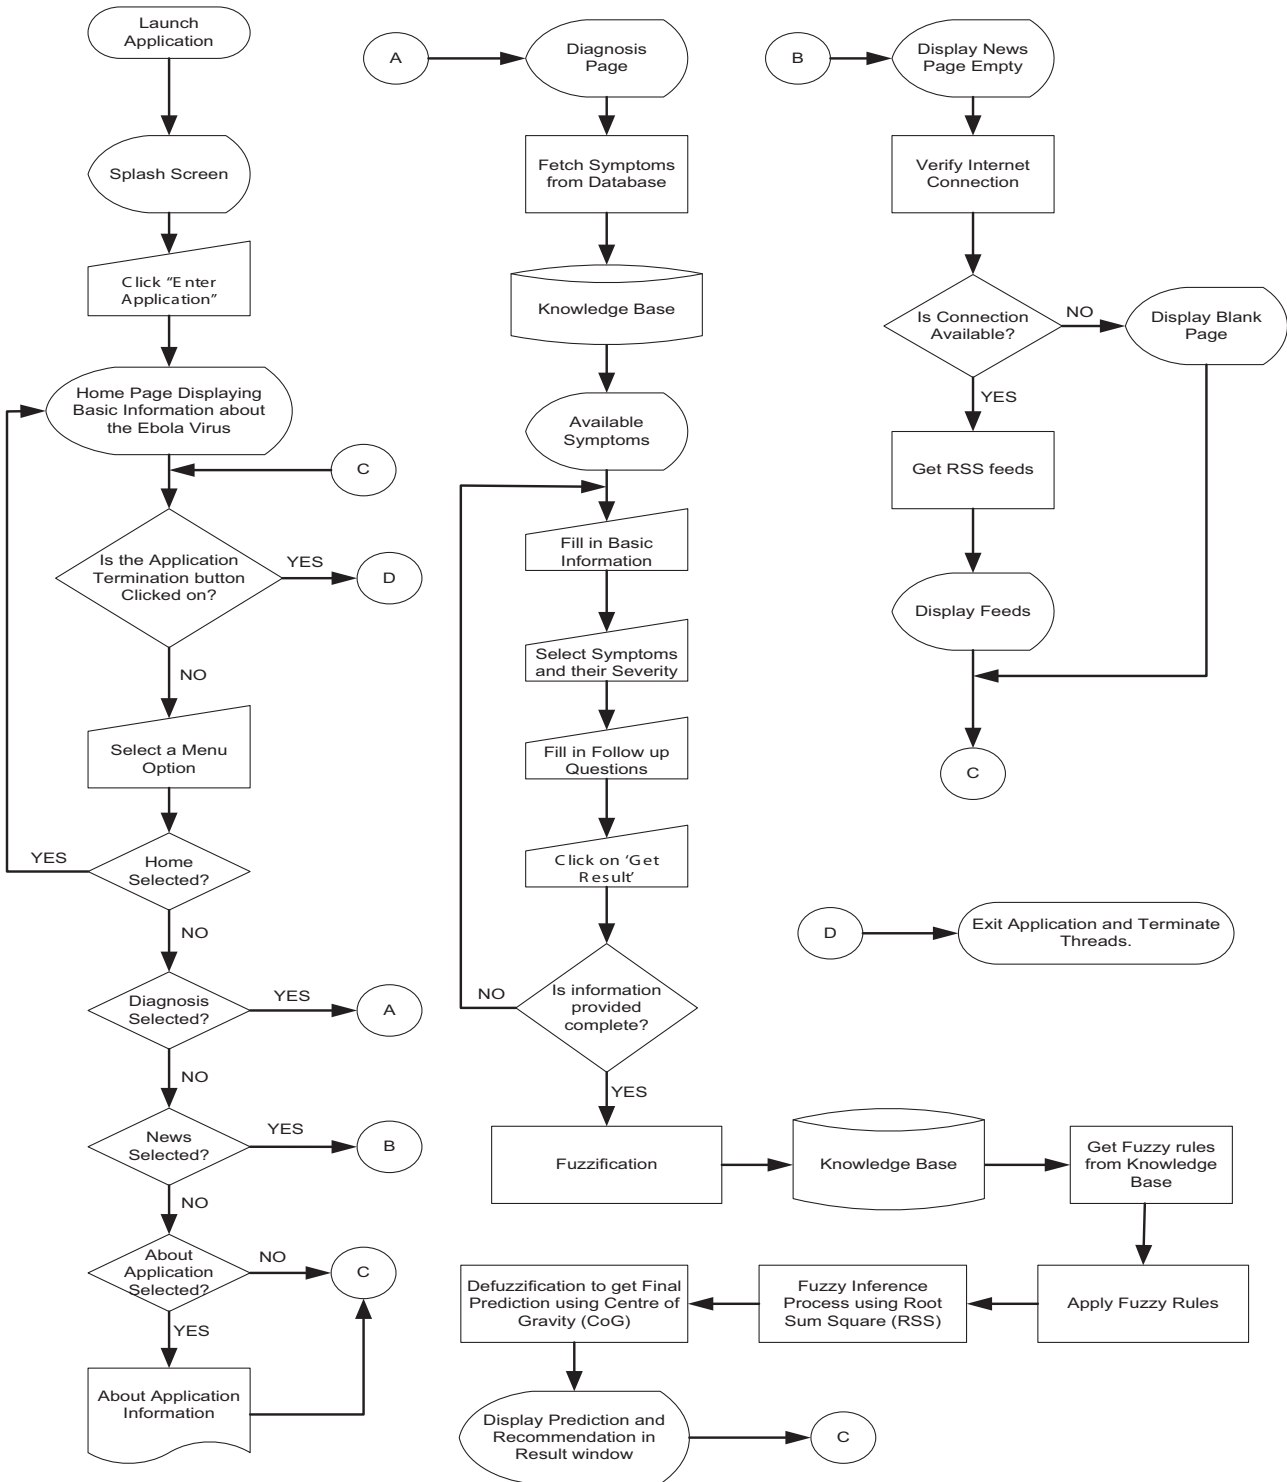 Launch
Application
Splash Screen
Click “Enter
Application”
Home Page Displaying
Basic Information about
the Ebola Virus
C
Is the Application
Termination button
Clicked on?
YES
D
NO
Select a Menu
Option
Home
Selected?
YES
NO
Diagnosis
Selected?
YES
A
NO
News
Selected?
YES
B
NO
About
Application
Selected?
NO
C
YES
About Application
Information
A
Diagnosis
Page
Fetch Symptoms
from Database
Knowledge Base
Available
Symptoms
Fill in Basic
Information
Select Symptoms
and their Severity
Fill in Follow up
Questions
Click on ‘Get
Result’
Is information
provided
complete?
NO
YES
Fuzzification
Knowledge Base
Get Fuzzy rules
from Knowledge
Base
Apply Fuzzy Rules
Fuzzy Inference
Process using Root
Sum Square (RSS)
Defuzzification to get Final
Prediction using Centre of
Gravity (CoG)
Display Prediction and
Recommendation in
Result window
C
B
Display News
Page Empty
Verify Internet
Connection
Is Connection
Available?
NO
Display Blank
Page
YES
Get RSS feeds
Display Feeds
C
D
Exit Application and Terminate
Threads.